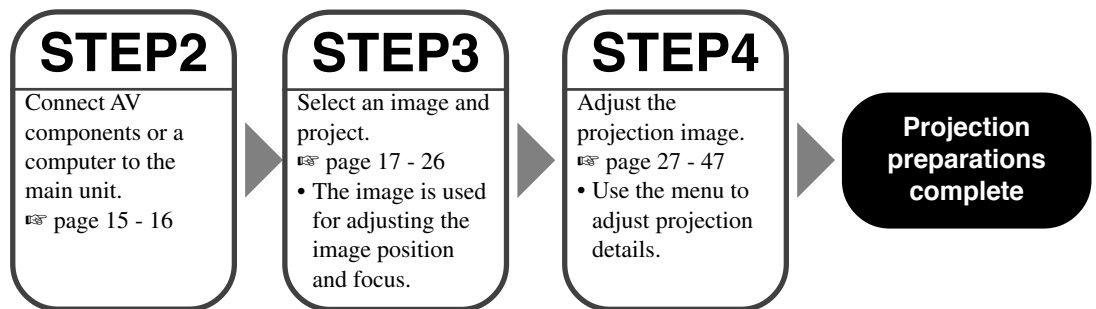 STEP2
Connect AV
components or a
computer to the
main unit.
☞ page 15 - 16
STEP3
Select an image and
project.
☞ page 17 - 26
• The image is used
for adjusting the
image position
and focus.
STEP4
Adjust the
projection image.
☞ page 27 - 47
• Use the menu to
adjust projection
details.
Projection
preparations
complete